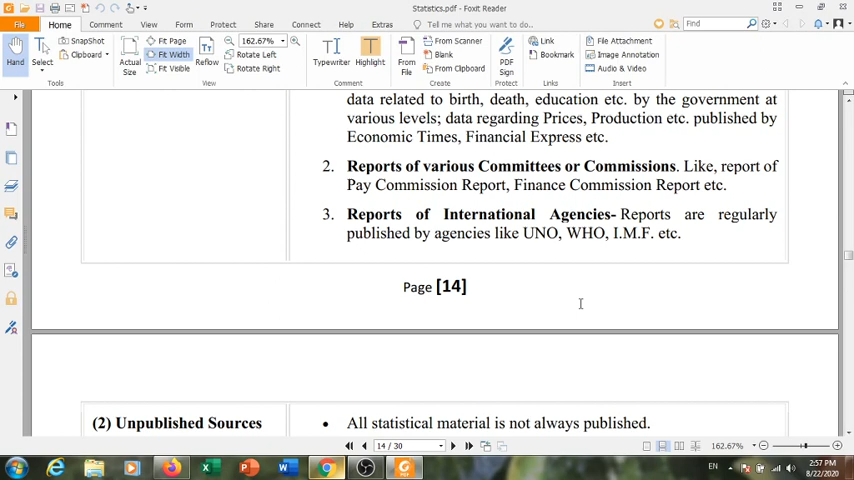 Statistics.pdf - Foxit Reader
File Home Comment View Form Protect Share Connect Help Extras Tell me what you want to do... Find
Hand
Select
SnapShot
Clipboard
Tools
Actual Size
Fit Page
Fit Width
Fit Visible
Reflow
162.67%
Rotate Left
Rotate Right
View
Typewriter
Highlight
Comment
From File
From Scanner
Blank
From Clipboard
Create
PDF Sign
Protect
Link
Bookmark
Links
File Attachment
Image Annotation
Audio & Video
Insert
data related to birth, death, education etc. by the government at
various levels; data regarding Prices, Production etc. published by
Economic Times, Financial Express etc.
2. Reports of various Committees or Commissions. Like, report of
Pay Commission Report, Finance Commission Report etc.
3. Reports of International Agencies- Reports are regularly
published by agencies like UNO, WHO, I.M.F. etc.
Page [14]
(2) Unpublished Sources
• All statistical material is not always published.
14 / 30
162.67%
EN
2:57 PM
8/22/2020